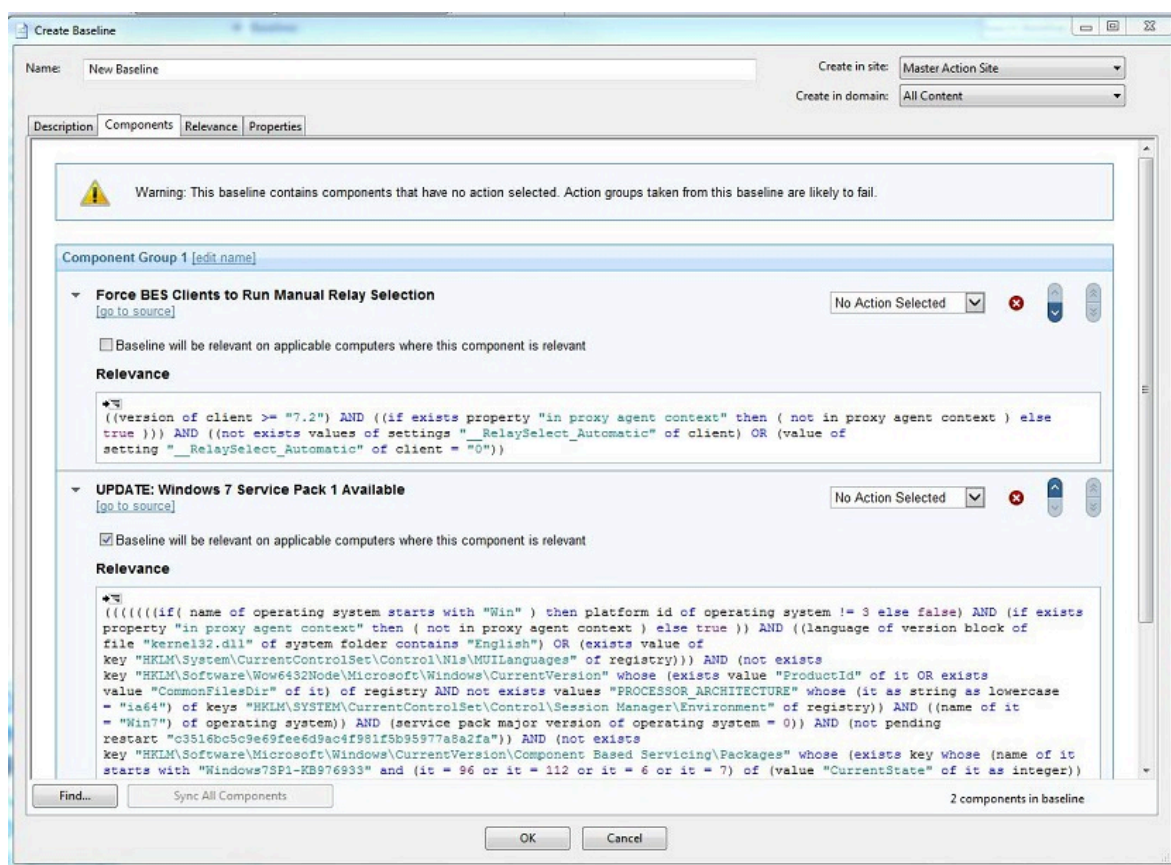 Create Baseline
Name: New Baseline Create in site: Master Action Site
Create in domain: All Content
Description Components Relevance Properties
Warning: This baseline contains components that have no action selected. Action groups taken from this baseline are likely to fail.
Component Group 1 [edit name]
Force BES Clients to Run Manual Relay Selection No Action Selected
[go to source]
Baseline will be relevant on applicable computers where this component is relevant
Relevance
((version of client >= "7.2") AND ((if exists property "in proxy agent context" then ( not in proxy agent context ) else
true ))) AND ((not exists values of settings "__RelaySelect_Automatic" of client) OR (value of
setting "__RelaySelect_Automatic" of client = "0"))
UPDATE: Windows 7 Service Pack 1 Available No Action Selected
[go to source]
Baseline will be relevant on applicable computers where this component is relevant
Relevance
(((((((if( name of operating system starts with "Win" ) then platform id of operating system != 3 else false) AND (if exists
property "in proxy agent context" then ( not in proxy agent context ) else true )) AND ((language of version block of
file "kernel32.dll" of system folder contains "English") OR (exists value of
key "HKLM\System\CurrentControlSet\Control\Nls\MUILanguages" of registry))) AND (not exists
key "HKLM\Software\Wow6432Node\Microsoft\Windows\CurrentVersion" whose (exists value "ProductId" of it OR exists
value "CommonFilesDir" of it) of registry AND not exists values "PROCESSOR_ARCHITECTURE" whose (it as string as lowercase
= "ia64") of keys "HKLM\SYSTEM\CurrentControlSet\Control\Session Manager\Environment" of registry)) AND ((name of it
= "Win7") of operating system)) AND (service pack major version of operating system = 0)) AND (not pending
restart "c3516bc5c9e69fee6d9ac4f981f5b95977a8a2fa")) AND (not exists
key "HKLM\Software\Microsoft\Windows\CurrentVersion\Component Based Servicing\Packages" whose (exists key whose (name of it
starts with "Windows7SP1-KB976933" and (it = 96 or it = 112 or it = 6 or it = 7) of (value "CurrentState" of it as integer))
Find... Sync All Components 2 components in baseline
OK Cancel